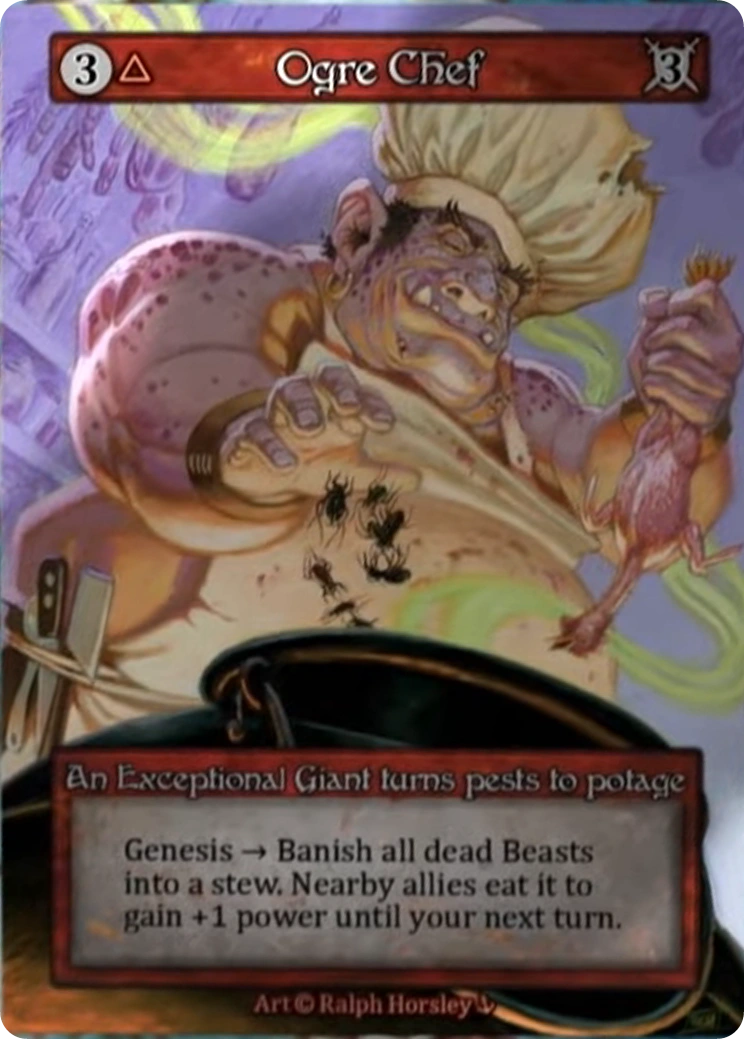 3 Ogre Chef 3
An Exceptional Giant turns pests to potage
Genesis → Banish all dead Beasts
into a stew. Nearby allies eat it to
gain +1 power until your next turn.
Art © Ralph Horsley